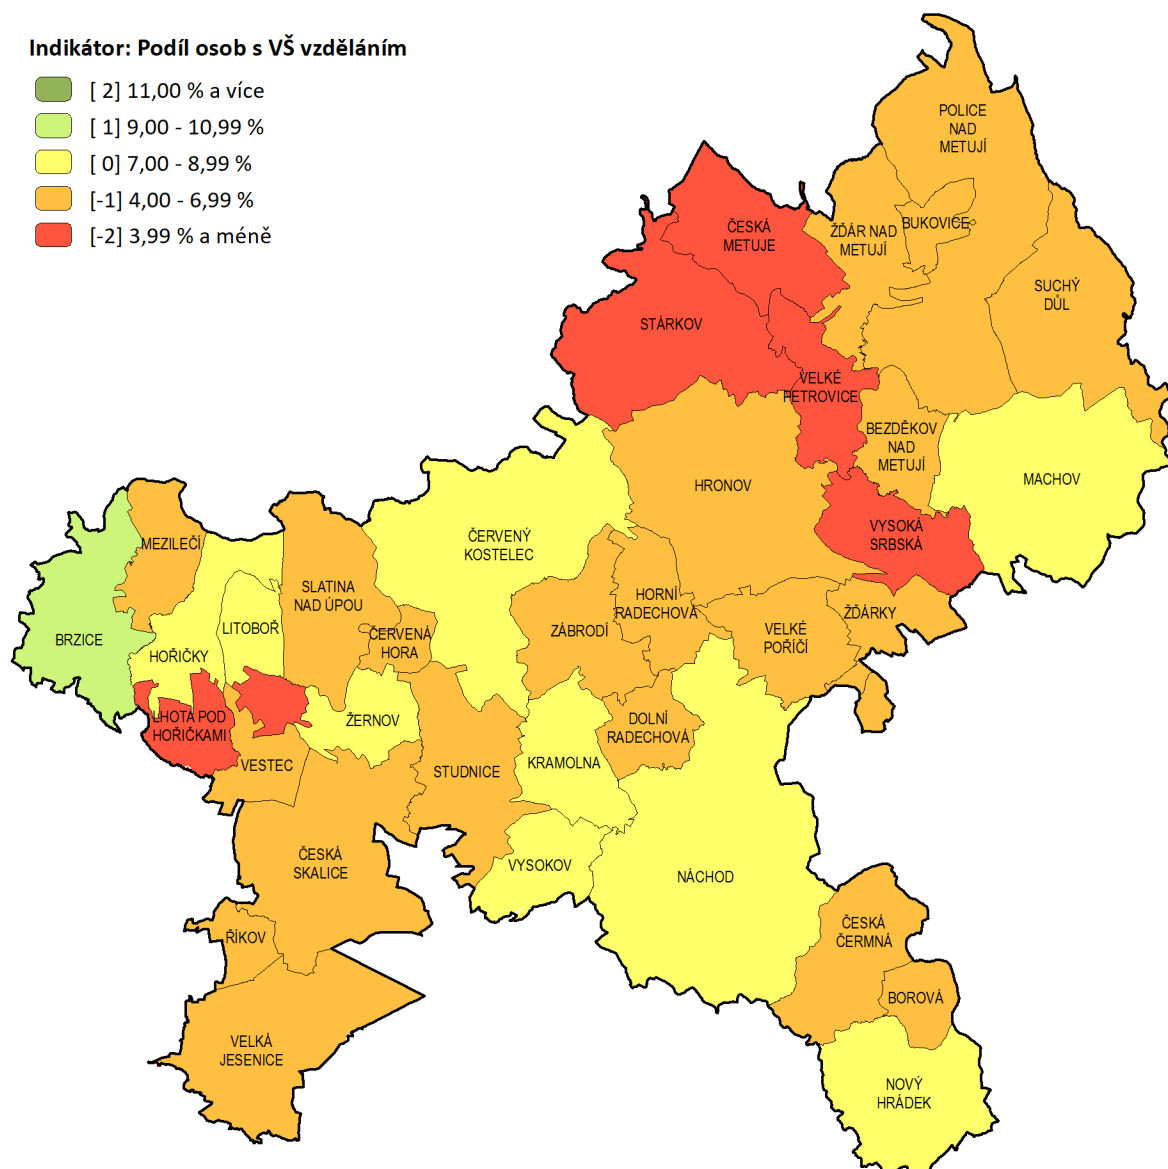 Indikátor: Podíl osob s VŠ vzděláním
[ 2] 11,00 % a více
[ 1] 9,00 - 10,99 %
[ 0] 7,00 - 8,99 %
[-1] 4,00 - 6,99 %
[-2] 3,99 % a méně
POLICE
NAD
METUJÍ
ČESKÁ
METUJE
ŽĎÁR NAD
METUJÍ
BUKOVICE
SUCHÝ
DŮL
STÁRKOV
VELKÉ
PETROVICE
BEZDĚKOV
NAD
METUJÍ
MACHOV
HRONOV
VYSOKÁ
SRBSKÁ
ČERVENÝ
KOSTELEC
MEZILEČÍ
SLATINA
NAD ÚPOU
HORNÍ
RADECHOVÁ
ŽĎÁRKY
BRZICE
LITOBOŘ
ČERVENÁ
HORA
ZÁBRODÍ
VELKÉ
POŘÍČÍ
HOŘIČKY
LHOTA POD
HOŘIČKAMI
ŽERNOV
DOLNÍ
RADECHOVÁ
VESTEC
STUDNICE
KRAMOLNA
ČESKÁ
SKALICE
VYSOKOV
NÁCHOD
ŘÍKOV
ČESKÁ
ČERMNÁ
BOROVÁ
VELKÁ
JESENICE
NOVÝ
HRÁDEK